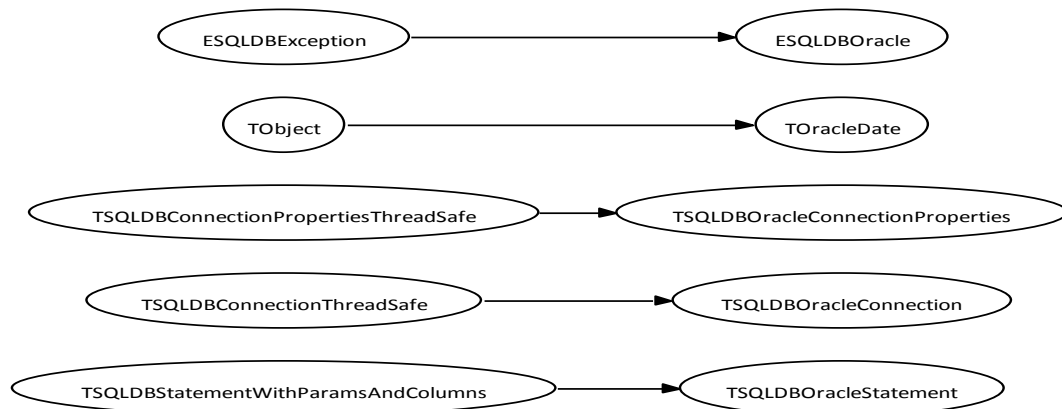 ESQLDBException
ESQLDBOracle
TObject
TOracleDate
TSQLDBConnectionPropertiesThreadSafe
TSQLDBOracleConnectionProperties
TSQLDBConnectionThreadSafe
TSQLDBOracleConnection
TSQLDBStatementWithParamsAndColumns
TSQLDBOracleStatement